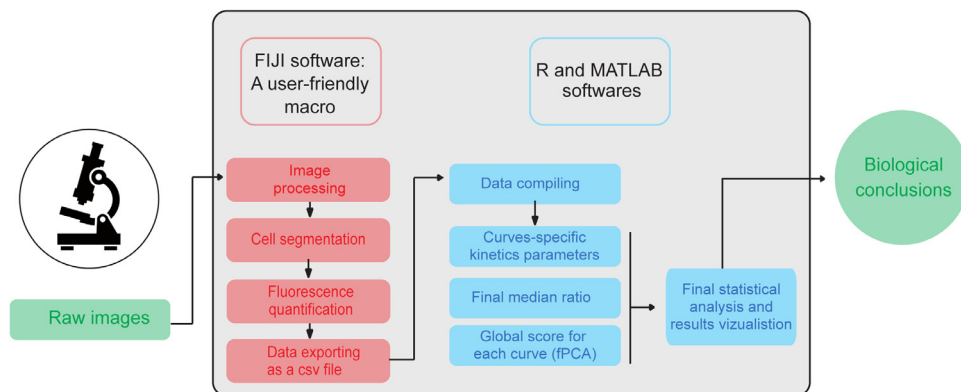 FIJI software:
A user-friendly
macro
R and MATLAB
softwares
Raw images
Image
processing
Cell segmentation
Fluorescence
quantification
Data exporting
as a csv file
Data compiling
Curves-specific
kinetics parameters
Final median ratio
Global score for
each curve (fPCA)
Final statistical
analysis and
results vizualistion
Biological
conclusions